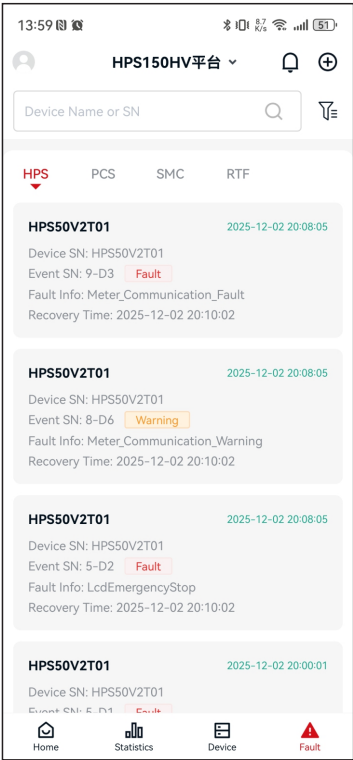 13:59
8.7
K/s
51
HPS150HV平台
Device Name or SN
HPS PCS SMC RTF
HPS50V2T01 2025-12-02 20:08:05
Device SN: HPS50V2T01
Event SN: 9-D3 Fault
Fault Info: Meter_Communication_Fault
Recovery Time: 2025-12-02 20:10:02
HPS50V2T01 2025-12-02 20:08:05
Device SN: HPS50V2T01
Event SN: 8-D6 Warning
Fault Info: Meter_Communication_Warning
Recovery Time: 2025-12-02 20:10:02
HPS50V2T01 2025-12-02 20:08:05
Device SN: HPS50V2T01
Event SN: 5-D2 Fault
Fault Info: LcdEmergencyStop
Recovery Time: 2025-12-02 20:10:02
HPS50V2T01 2025-12-02 20:00:01
Device SN: HPS50V2T01
Event SN: 5-D1 Fault
Home Statistics Device Fault